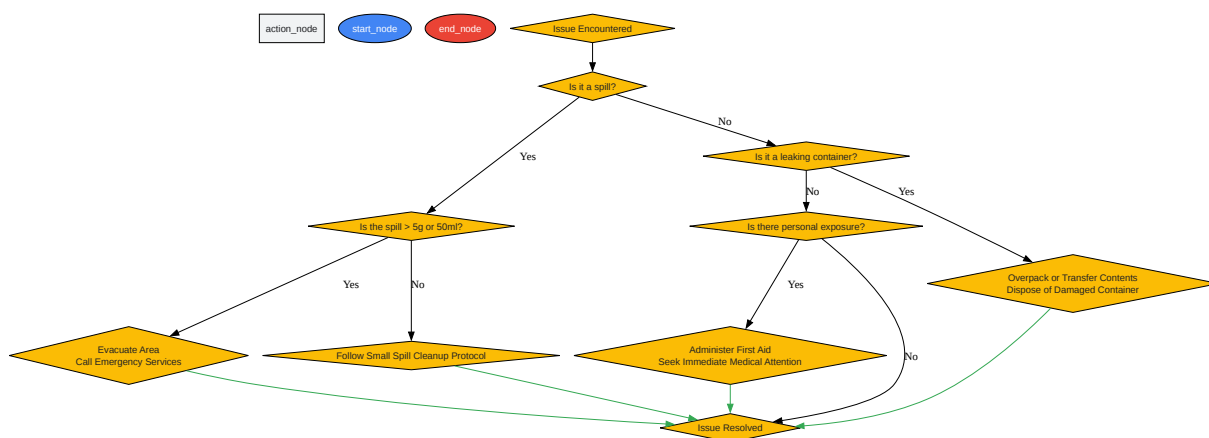 action_node
start_node
end_node
Issue Encountered
Is it a spill?
No
Yes
Is it a leaking container?
No
Yes
Is the spill > 5g or 50ml?
Is there personal exposure?
Overpack or Transfer Contents
Dispose of Damaged Container
Yes
No
Yes
No
Evacuate Area
Call Emergency Services
Follow Small Spill Cleanup Protocol
Administer First Aid
Seek Immediate Medical Attention
Issue Resolved